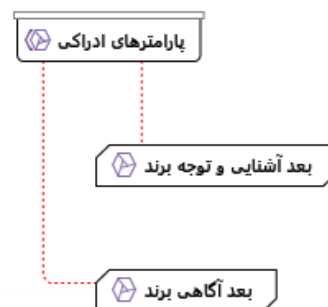 پارامترهای ادراکی
بعد آشنایی و توجه برند
بعد آگاهی برند